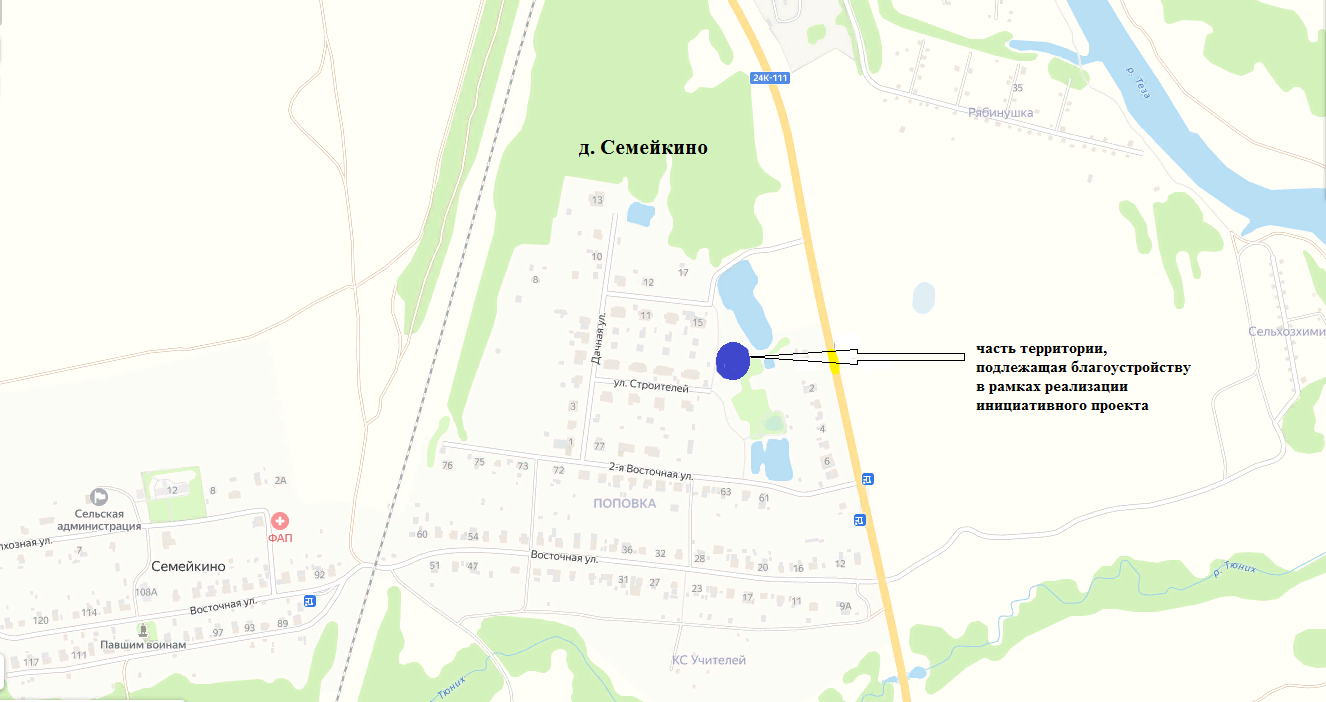 24К-111
р. Теза
35
Рябинушка
д. Семейкино
13
10
8
12
17
11
15
Дачная ул.
Сельхозхими
часть территории,
подлежащая благоустройству
в рамках реализации
инициативного проекта
ул. Строителей
2
3
4
1
77
6
76
75
73
72
2-я Восточная ул.
63
61
ПОПОВКА
2А
12
8
Сельская
администрация
ФАП
лхозная ул.
7
60
54
36
32
28
Восточная ул.
51
47
31
27
23
20
16
12
17
11
9А
р. Тюних
Семейкино
92
108А
Восточная ул.
114
120
97
93
89
Павшим воинам
117
111
КС Учителей
р. Тюних